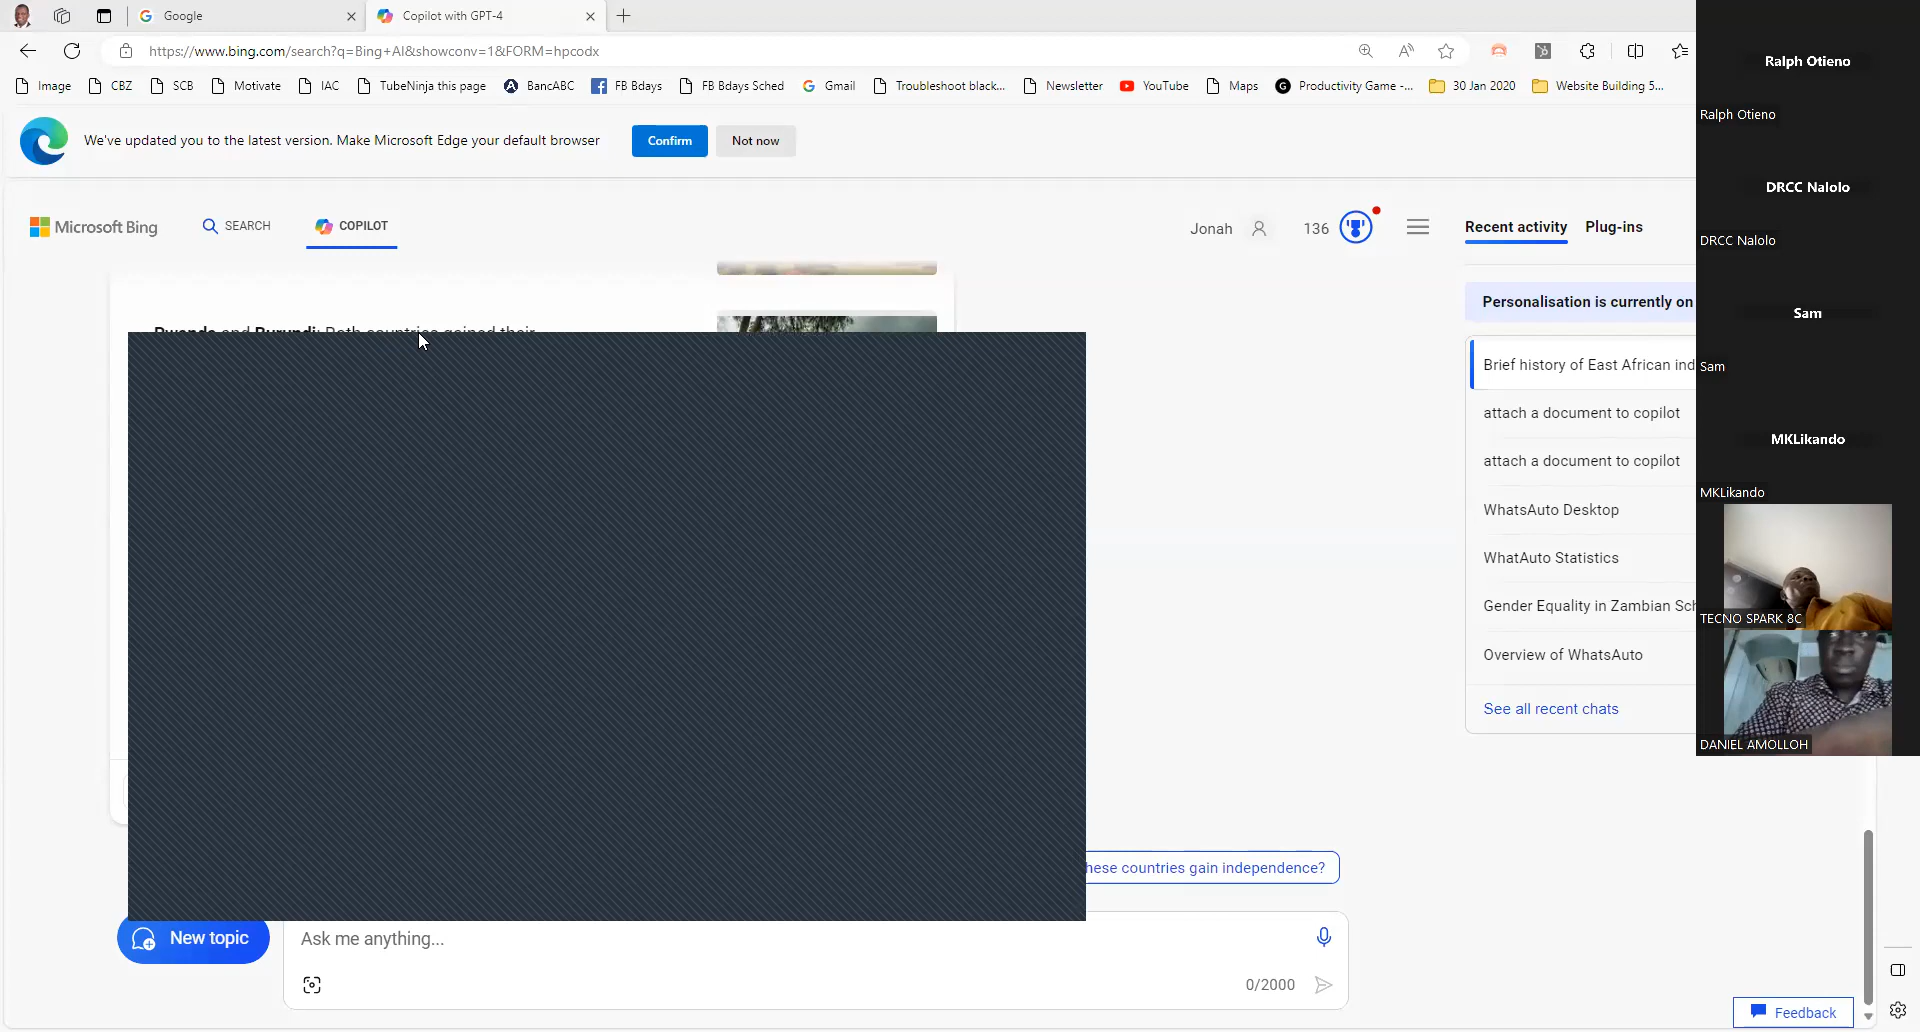 Google
Copilot with GPT-4
https://www.bing.com/search?q=Bing+AI&showconv=1&FORM=hpcodx
Image
CBZ
SCB
Motivate
IAC
TubeNinja this page
BancABC
FB Bdays
FB Bdays Sched
Gmail
Troubleshoot black...
Newsletter
YouTube
Maps
Productivity Game -...
30 Jan 2020
Website Building 5...
We've updated you to the latest version. Make Microsoft Edge your default browser
Confirm
Not now
Microsoft Bing
SEARCH
COPILOT
Jonah
136
Recent activity
Plug-ins
Rwanda and Burundi: Both countries gained their
Personalisation is currently on
Brief history of East African ind
attach a document to copilot
attach a document to copilot
WhatsAuto Desktop
WhatAuto Statistics
Gender Equality in Zambian Sch
Overview of WhatsAuto
See all recent chats
hese countries gain independence?
New topic
Ask me anything...
0/2000
Feedback
Ralph Otieno
Ralph Otieno
DRCC Nalolo
DRCC Nalolo
Sam
Sam
MKLikando
MKLikando
TECNO SPARK 8C
DANIEL AMOLLOH